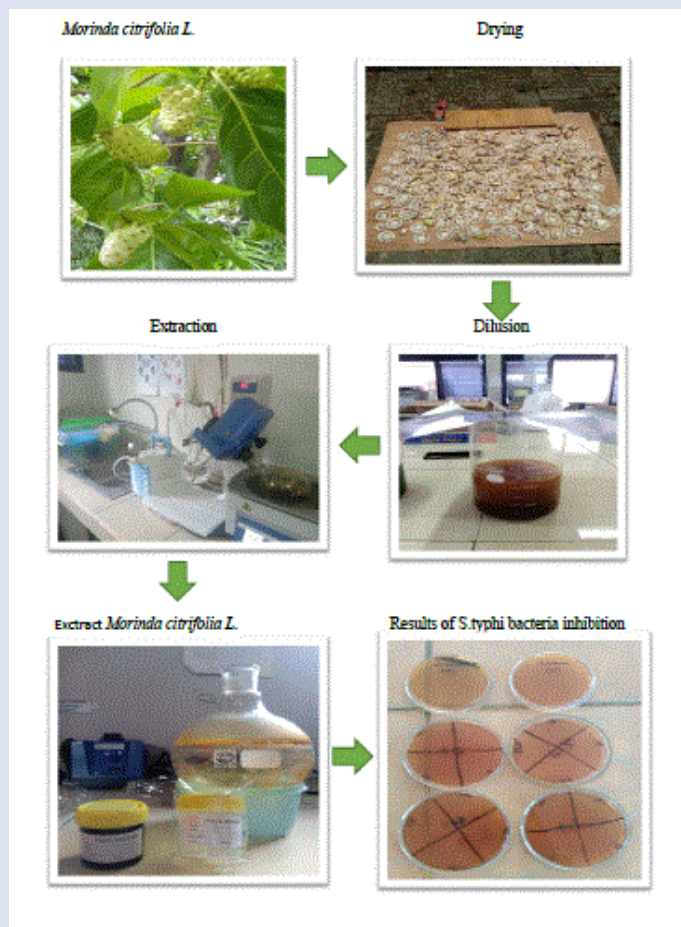 Morinda citrifolia L.
Drying
Extraction
Dilusion
Exctract Morinda citrifolia L.
Results of S.typhi bacteria inhibition